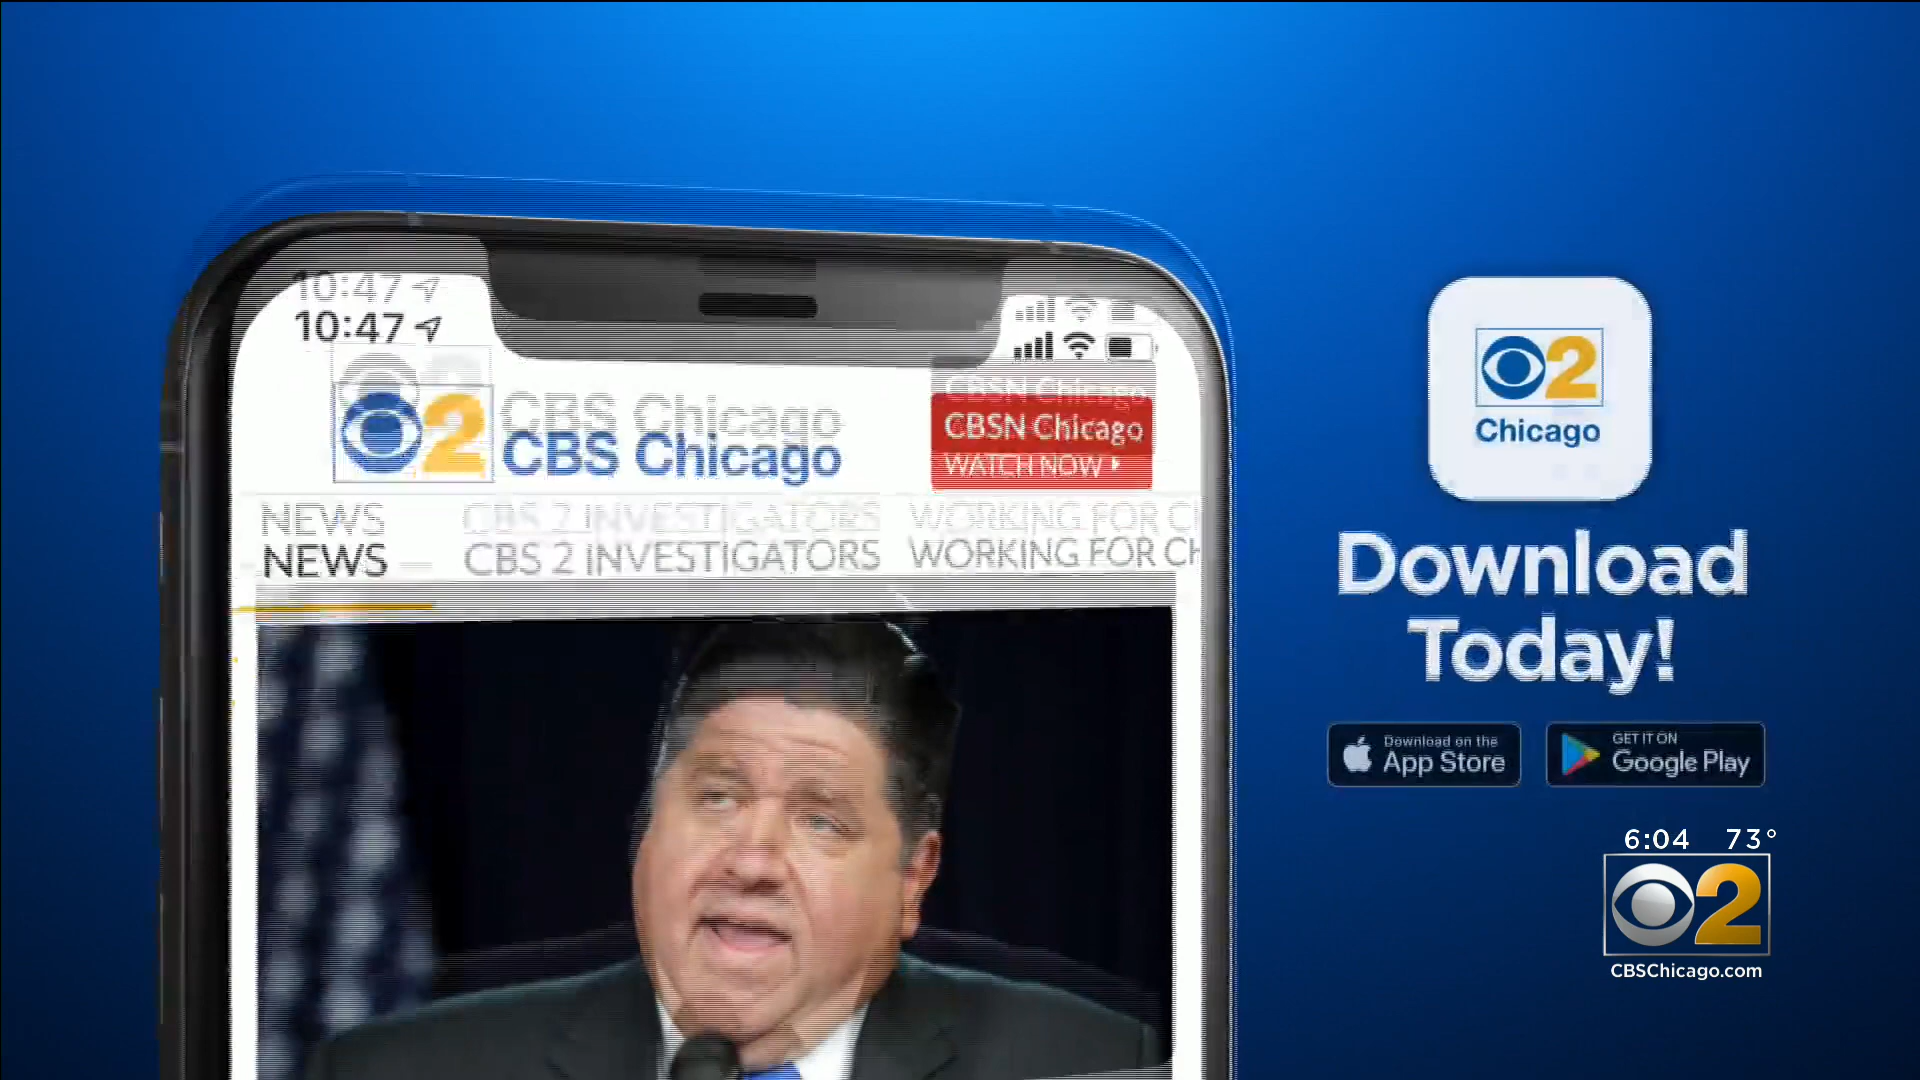 10:47
2 CBS Chicago
CBSN Chicago
WATCH NOW
NEWS CBS 2 INVESTIGATORS WORKING FOR CH
2
Chicago
Download
Today!
Download on the
App Store
GET IT ON
Google Play
6:04 73°
2
CBSChicago.com